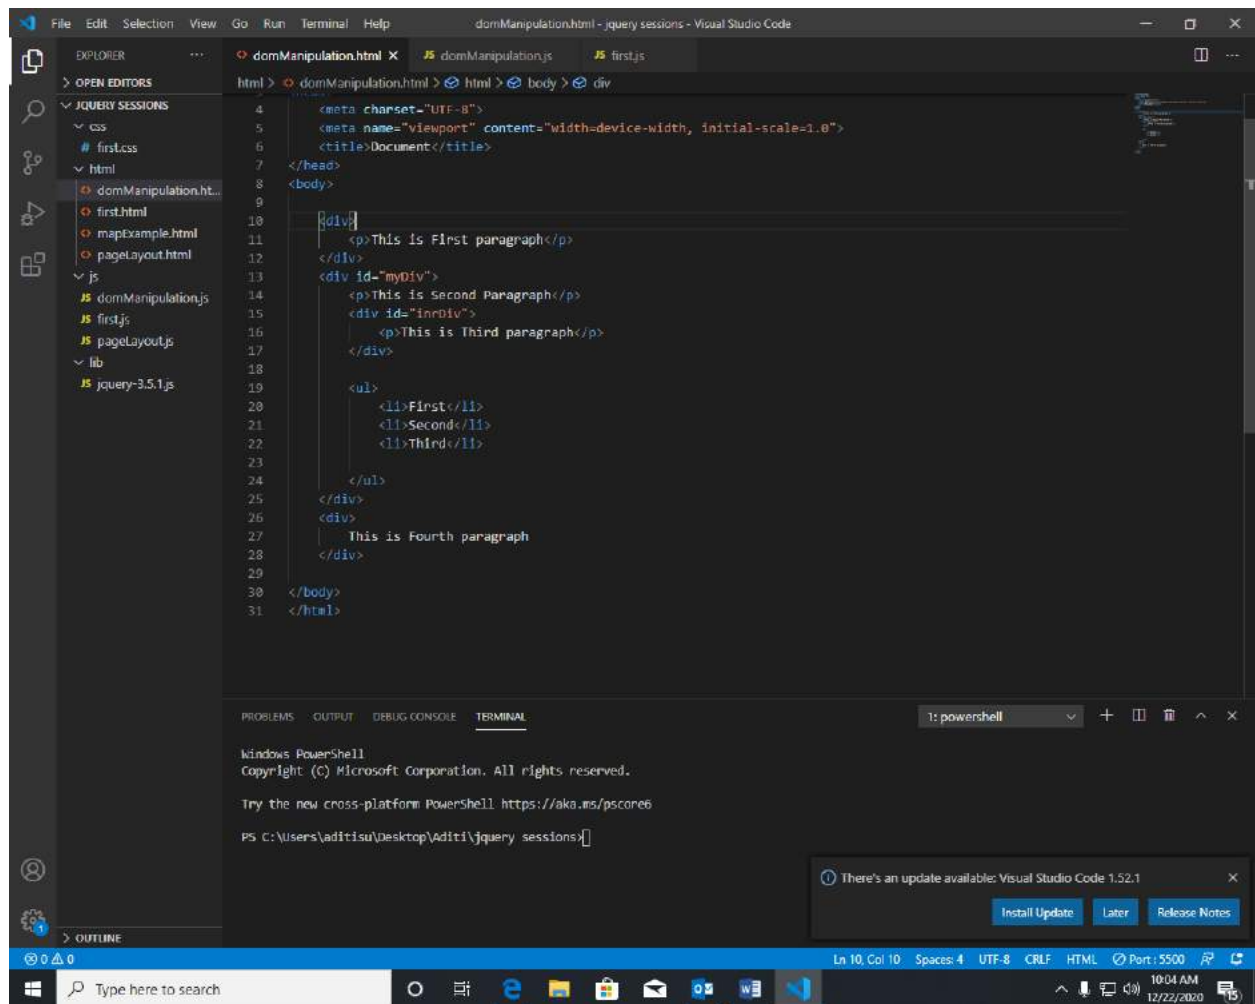 File Edit Selection View Go Run Terminal Help domManipulation.html - jquery sessions - Visual Studio Code
EXPLORER ··· domManipulation.html × JS domManipulation.js JS first.js
> OPEN EDITORS html > domManipulation.html > html > body > div
JQUERY SESSIONS
css
# first.css
html
domManipulation.ht...
first.html
mapExample.html
pageLayout.html
js
JS domManipulation.js
JS first.js
JS pageLayout.js
lib
JS jquery-3.5.1.js
> OUTLINE
4 <meta charset="UTF-8">
5 <meta name="viewport" content="width=device-width, initial-scale=1.0">
6 <title>Document</title>
7 </head>
8 <body>
9
10 <div>
11 <p>This is First paragraph</p>
12 </div>
13 <div id="myDiv">
14 <p>This is Second Paragraph</p>
15 <div id="inrDiv">
16 <p>This is Third paragraph</p>
17 </div>
18
19 <ul>
20 <li>First</li>
21 <li>Second</li>
22 <li>Third</li>
23
24 </ul>
25 </div>
26 <div>
27 This is Fourth paragraph
28 </div>
29
30 </body>
31 </html>
PROBLEMS OUTPUT DEBUG CONSOLE TERMINAL 1: powershell
Windows PowerShell
Copyright (C) Microsoft Corporation. All rights reserved.
Try the new cross-platform PowerShell https://aka.ms/pscore6
PS C:\Users\aditisu\Desktop\Aditi\jquery sessions>
There's an update available: Visual Studio Code 1.52.1
Install Update Later Release Notes
1
0 0 Ln 10, Col 10 Spaces: 4 UTF-8 CRLF HTML Port : 5500
Type here to search
10:04 AM
12/22/2020
15